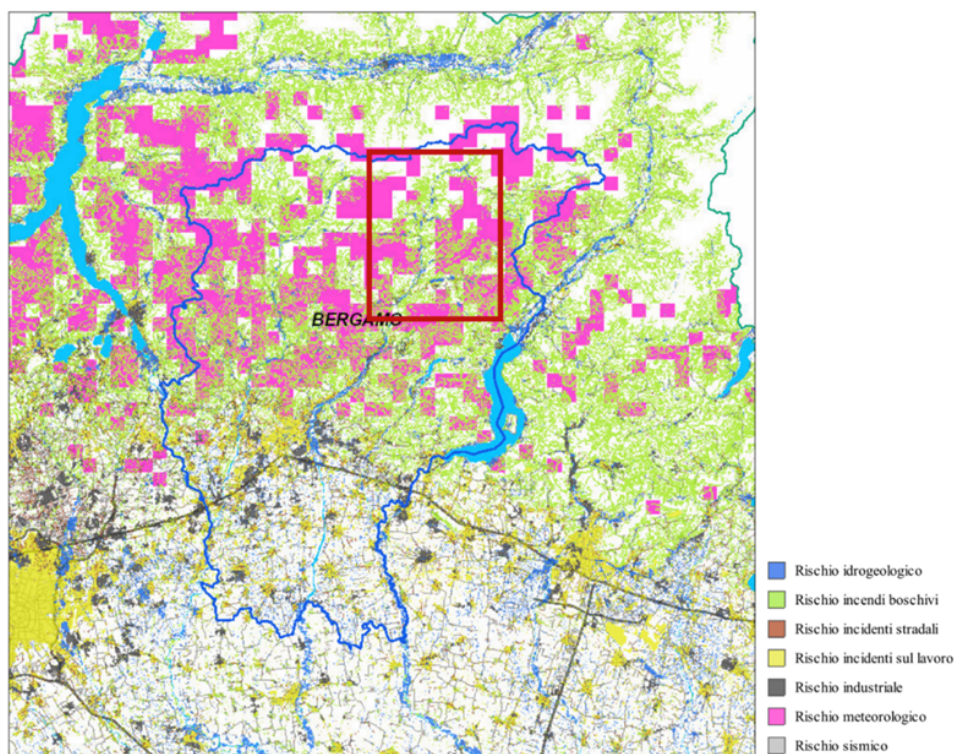 BERGAMO
Rischio idrogeologico
Rischio incendi boschivi
Rischio incidenti stradali
Rischio incidenti sul lavoro
Rischio industriale
Rischio meteorologico
Rischio sismico